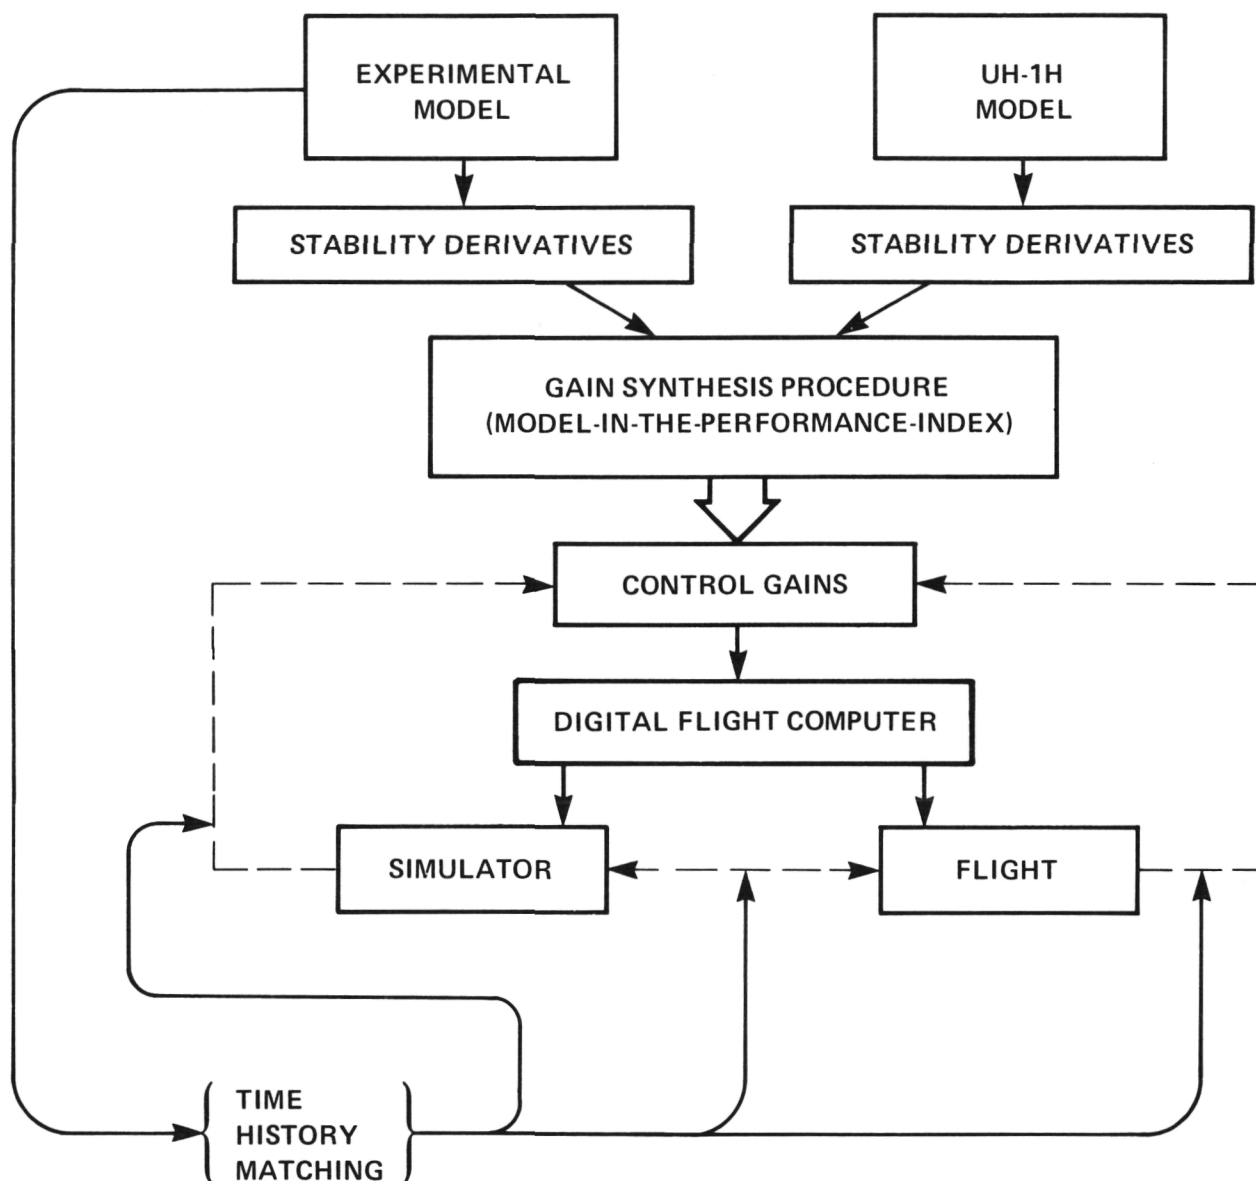 EXPERIMENTAL
MODEL
UH-1H
MODEL
STABILITY DERIVATIVES
STABILITY DERIVATIVES
GAIN SYNTHESIS PROCEDURE
(MODEL-IN-THE-PERFORMANCE-INDEX)
CONTROL GAINS
DIGITAL FLIGHT COMPUTER
SIMULATOR
FLIGHT
TIME
HISTORY
MATCHING